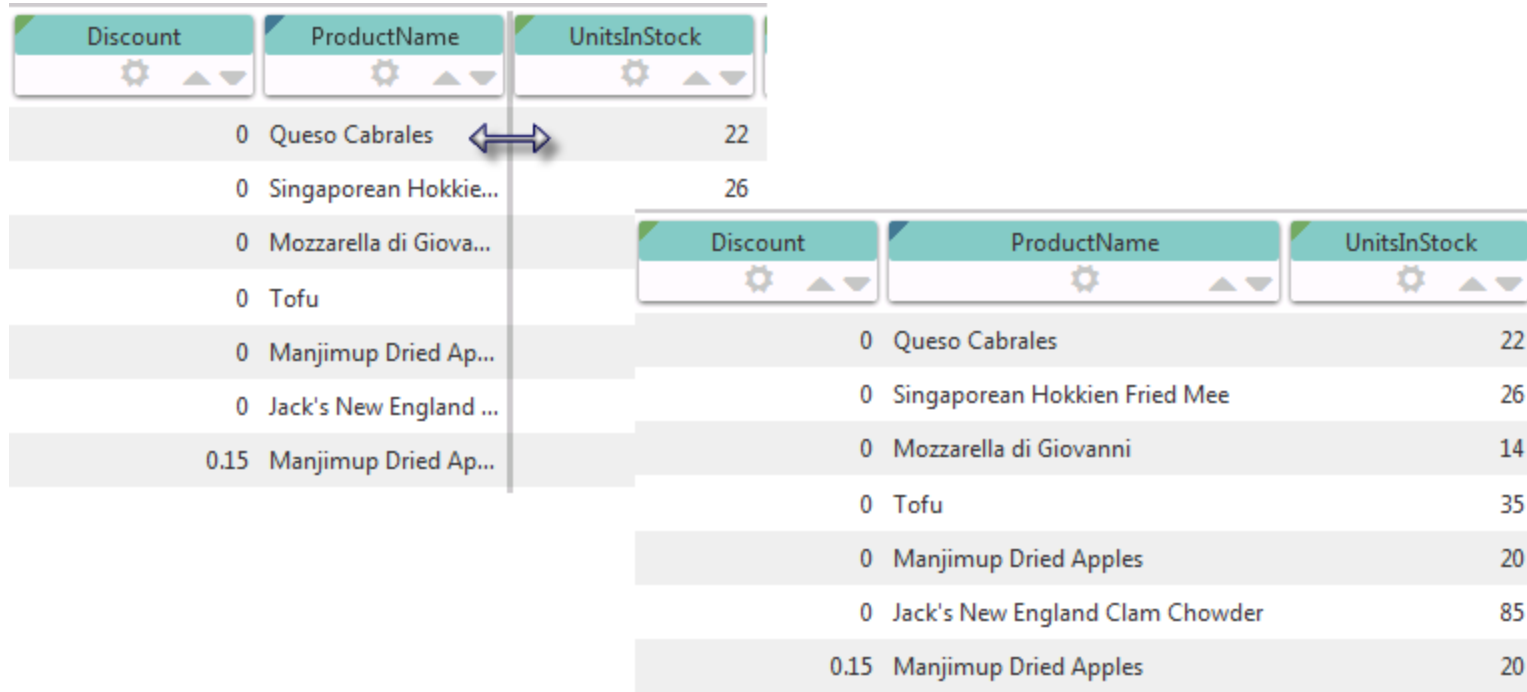 Discount ProductName UnitsInStock
0 Queso Cabrales 22
0 Singaporean Hokkie... 26
0 Mozzarella di Giova...
0 Tofu
0 Manjimup Dried Ap...
0 Jack's New England ...
0.15 Manjimup Dried Ap...
Discount ProductName UnitsInStock
0 Queso Cabrales 22
0 Singaporean Hokkien Fried Mee 26
0 Mozzarella di Giovanni 14
0 Tofu 35
0 Manjimup Dried Apples 20
0 Jack's New England Clam Chowder 85
0.15 Manjimup Dried Apples 20